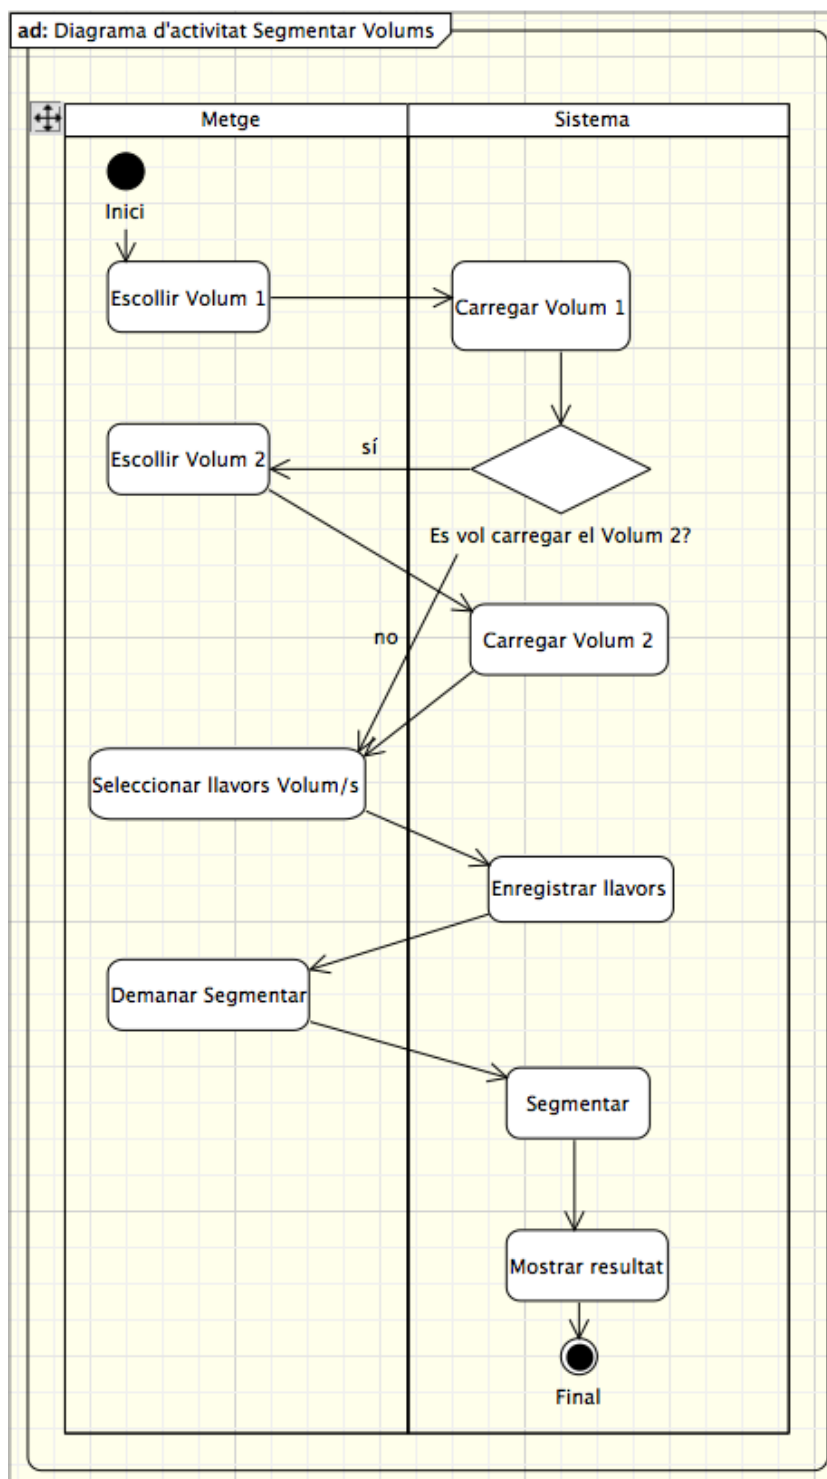 ad: Diagrama d'activitat Segmentar Volums
Metge
Sistema
Inici
Escollir Volum 1
Carregar Volum 1
Escollir Volum 2
sí
Es vol carregar el Volum 2?
no
Carregar Volum 2
Seleccionar llavors Volum/s
Enregistrar llavors
Demanar Segmentar
Segmentar
Mostrar resultat
Final